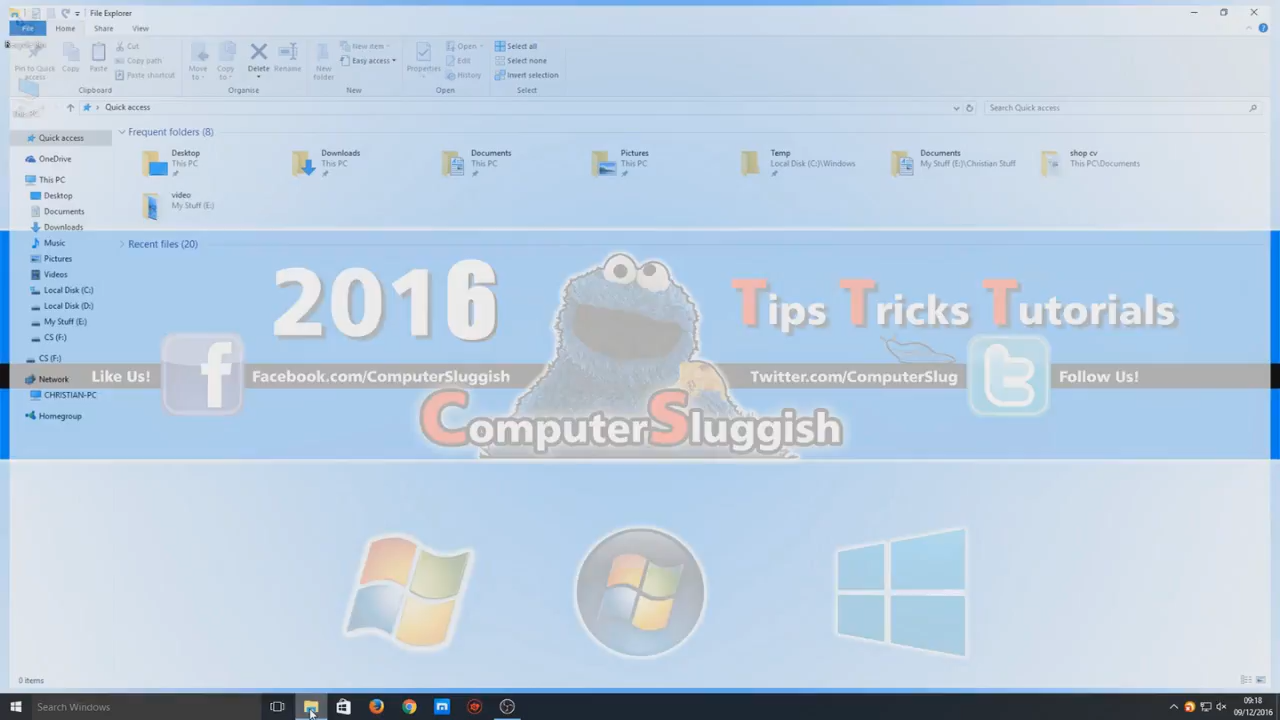 File Explorer
File Home Share View
Pin to Quick access
Copy
Paste
Cut
Copy path
Paste shortcut
Clipboard
Move to
Copy to
Delete
Rename
Organise
New folder
New item
Easy access
New
Properties
Open
Edit
History
Open
Select all
Select none
Invert selection
Select
Quick access
Search Quick access
Quick access
OneDrive
This PC
Desktop
Documents
Downloads
Music
Pictures
Videos
Local Disk (C:)
Local Disk (D:)
My Stuff (E:)
CS (F:)
CS (F:)
Network
CHRISTIAN-PC
Homegroup
Frequent folders (8)
Desktop
This PC
Downloads
This PC
Documents
This PC
Pictures
This PC
Temp
Local Disk (C:)\Windows
Documents
My Stuff (E:)\Christian Stuff
shop cv
This PC\Documents
video
My Stuff (E:)
Recent files (20)
2016
Tips Tricks Tutorials
Like Us!
Facebook.com/ComputerSluggish
Twitter.com/ComputerSlug
Follow Us!
ComputerSluggish
0 items
Search Windows
09:18
09/12/2016